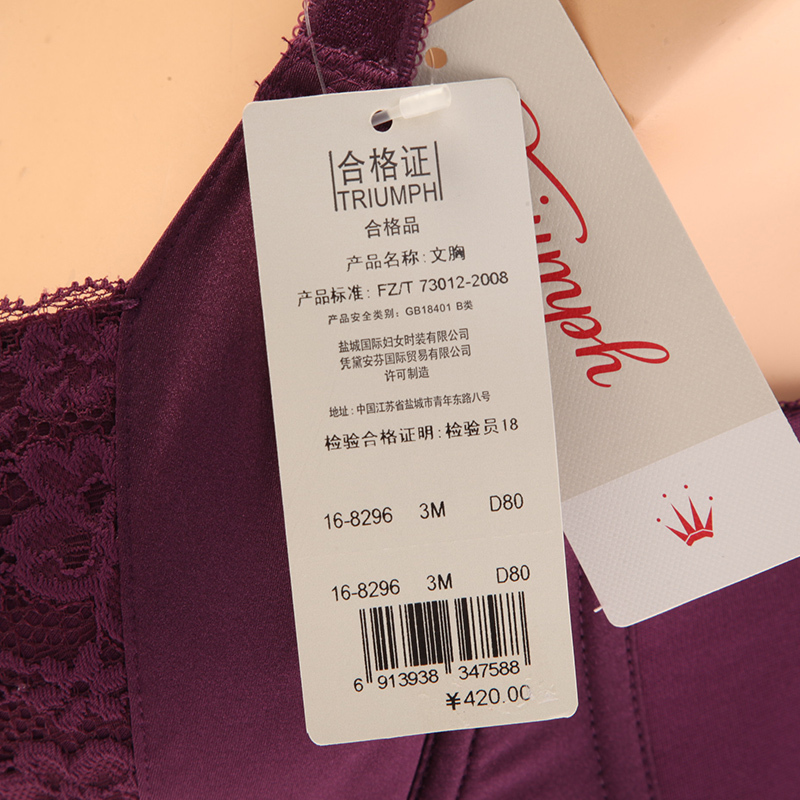 合格证
TRIUMPH
合格品
产品名称:文胸
产品标准: FZ/T 73012-2008
产品安全类别: GB18401 B类
盐城国际妇女时装有限公司
凭黛安芬国际贸易有限公司
许可制造
地址: 中国江苏省盐城市青年东路八号
检验合格证明: 检验员18
16-8296 3M D80
16-8296 3M D80
6 913938 347588
¥420.00
Triumph